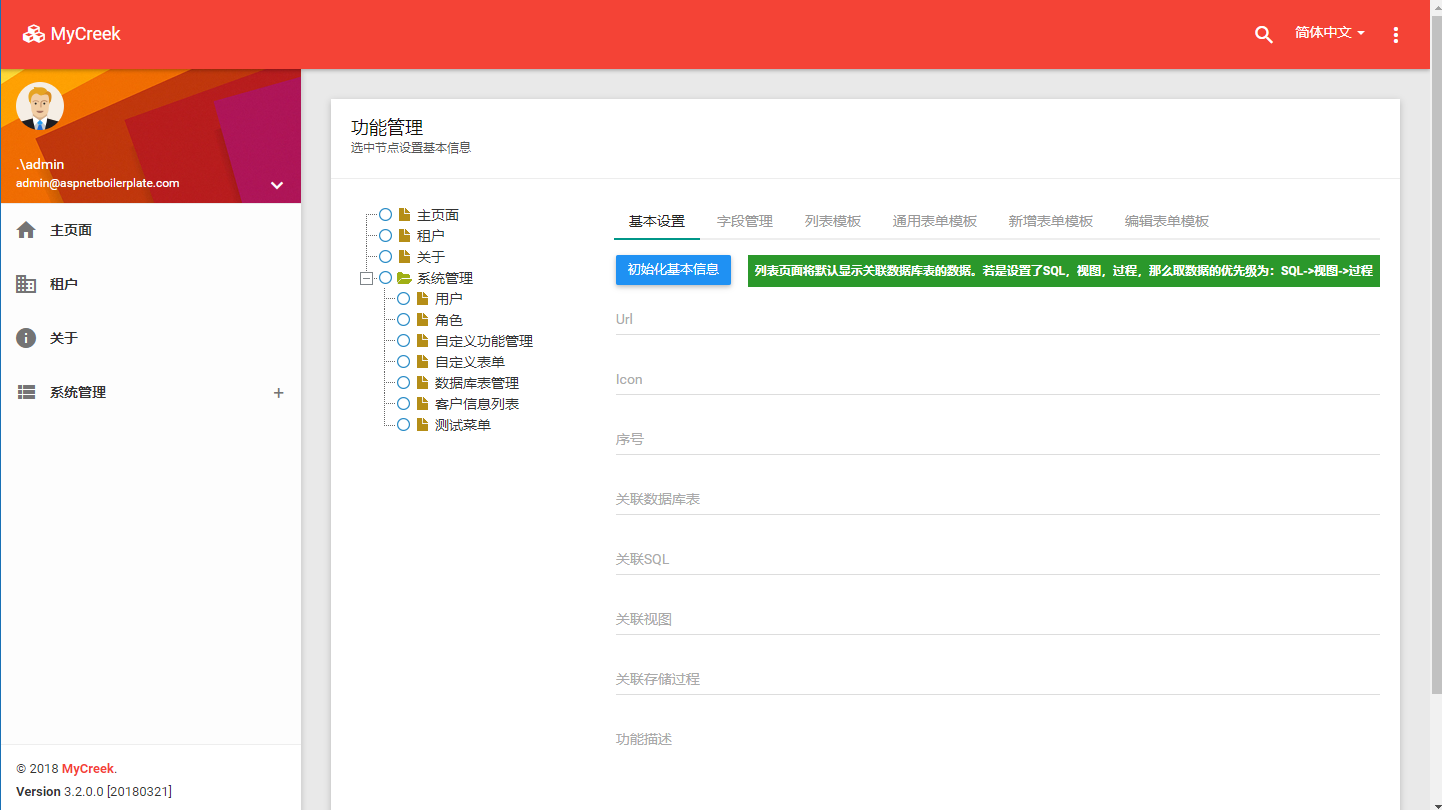 MyCreek
简体中文
.\admin
admin@aspnetboilerplate.com
主页面
租户
关于
系统管理
+
© 2018 MyCreek.
Version 3.2.0.0 [20180321]
功能管理
选中节点设置基本信息
主页面
租户
关于
系统管理
用户
角色
自定义功能管理
自定义表单
数据库表管理
客户信息列表
测试菜单
基本设置 字段管理 列表模板 通用表单模板 新增表单模板 编辑表单模板
初始化基本信息 列表页面将默认显示关联数据库表的数据。若是设置了SQL，视图，过程，那么取数据的优先级为：SQL->视图->过程
Url
Icon
序号
关联数据库表
关联SQL
关联视图
关联存储过程
功能描述